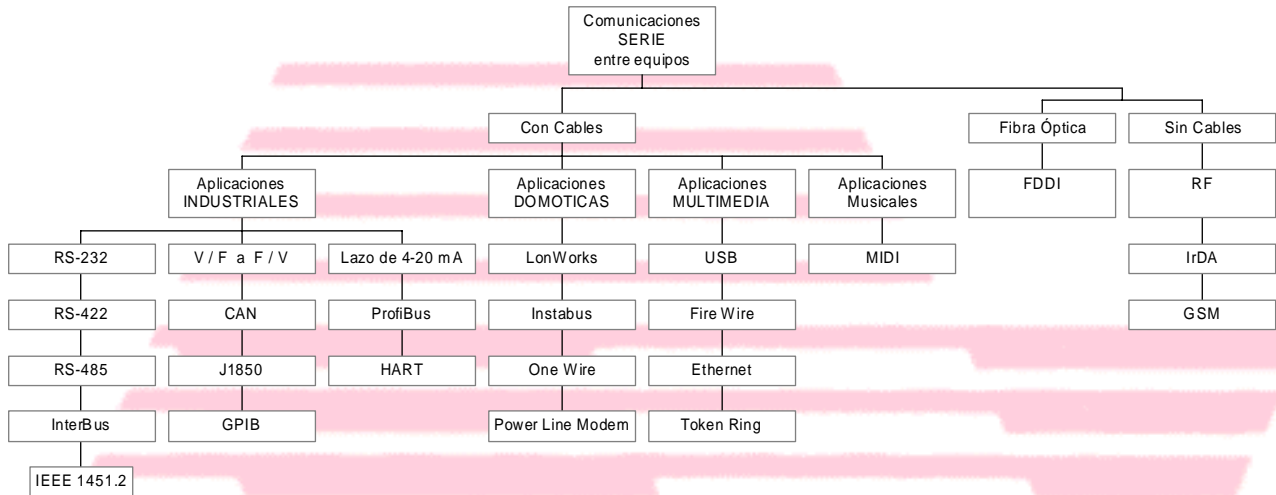 Comunicaciones
SERIE
entre equipos
Con Cables
Fibra Óptica
Sin Cables
Aplicaciones
INDUSTRIALES
Aplicaciones
DOMOTICAS
Aplicaciones
MULTIMEDIA
Aplicaciones
Musicales
FDDI
RF
RS-232
V / F a F / V
Lazo de 4-20 mA
LonWorks
USB
MIDI
IrDA
RS-422
CAN
ProfiBus
Instabus
Fire Wire
GSM
RS-485
J1850
HART
One Wire
Ethernet
InterBus
GPIB
Power Line Modem
Token Ring
IEEE 1451.2